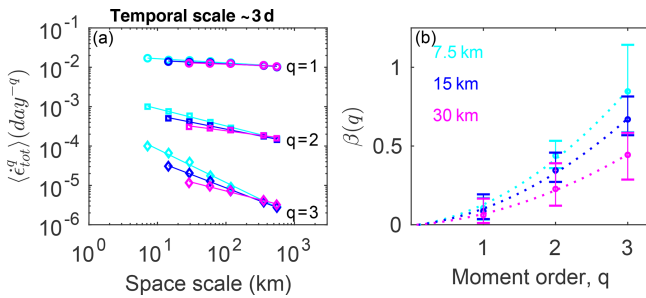 Temporal scale ~3 d
(a)
10^-1
10^-2
10^-3
10^-4
10^-5
10^-6
⟨ε̇^q_tot⟩(day^−q)
q=1
q=2
q=3
10^0
10^1
10^2
10^3
Space scale (km)
(b)
7.5 km
15 km
30 km
1
0.5
0
β(q)
1
2
3
Moment order, q